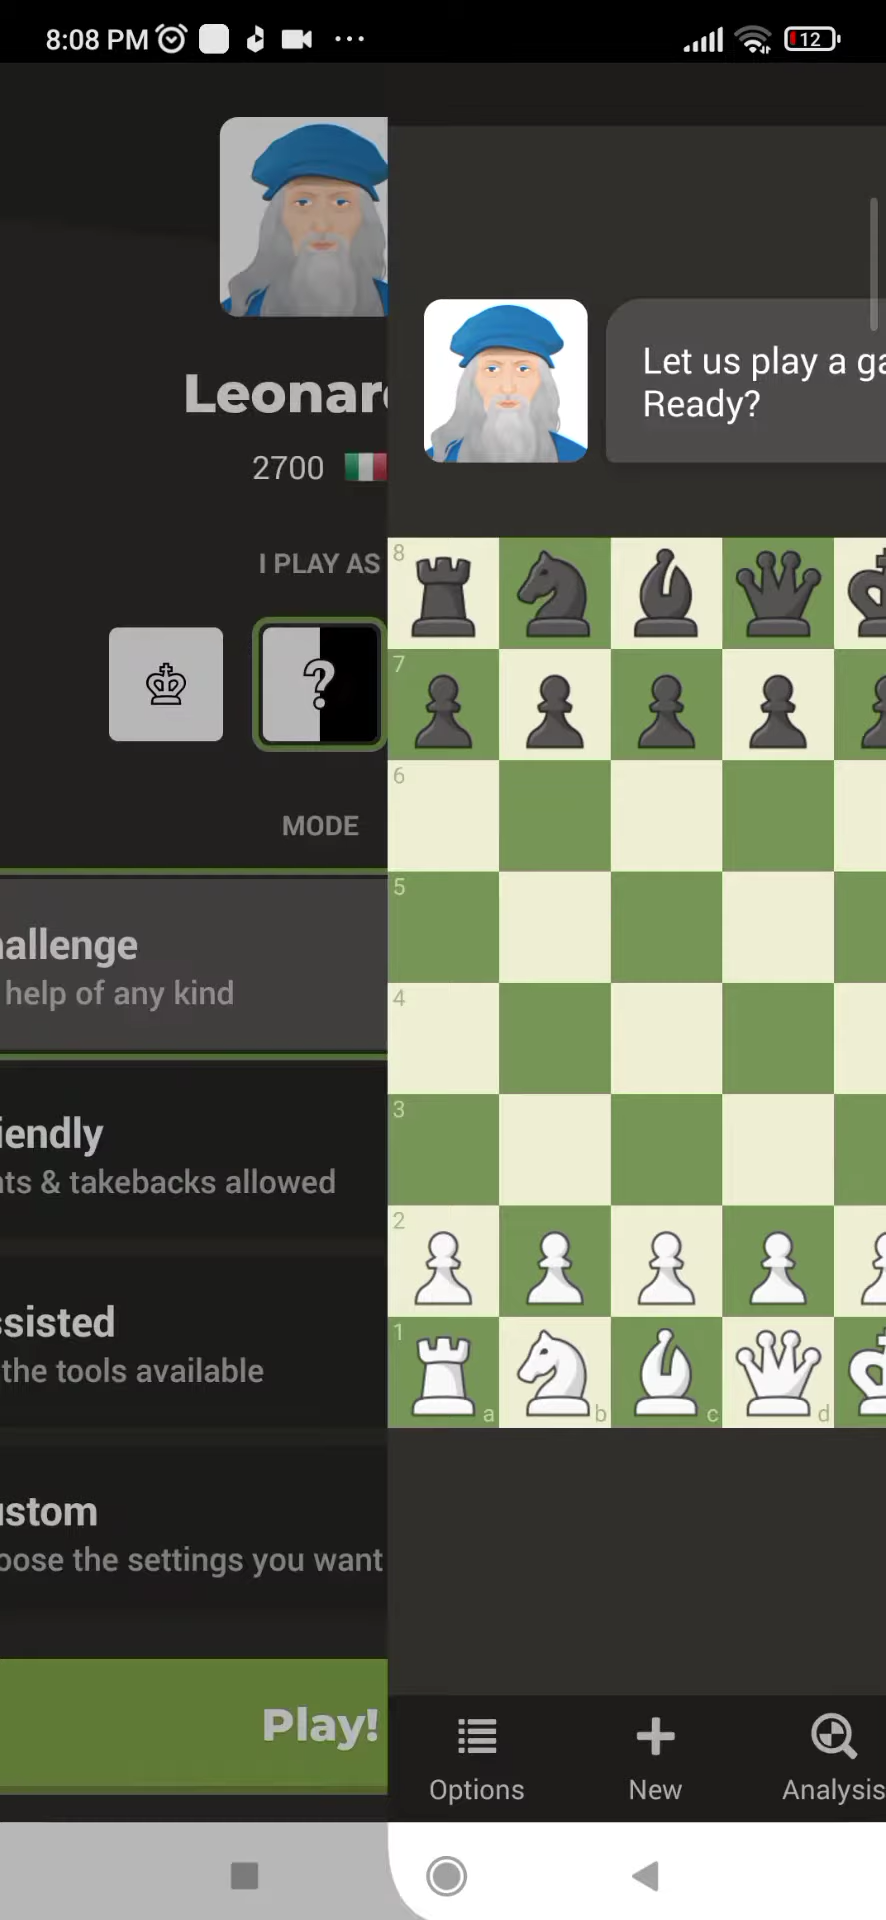 8:08 PM
12
Leonar
2700
I PLAY AS
?
MODE
allenge
help of any kind
iendly
ts & takebacks allowed
sisted
the tools available
stom
oose the settings you want
Play!
Let us play a ga
Ready?
8
7
6
5
4
3
2
1
a b c d
Options New Analysis